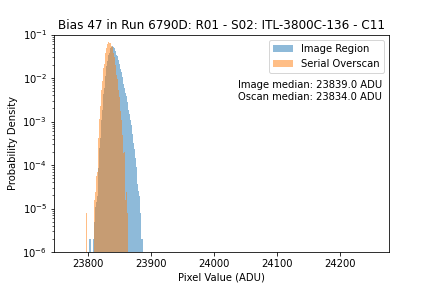 Bias 47 in Run 6790D: R01 - S02: ITL-3800C-136 - C11
Image Region
Serial Overscan
Image median: 23839.0 ADU
Oscan median: 23834.0 ADU
Probability Density
10⁻¹
10⁻²
10⁻³
10⁻⁴
10⁻⁵
10⁻⁶
23800 23900 24000 24100 24200
Pixel Value (ADU)